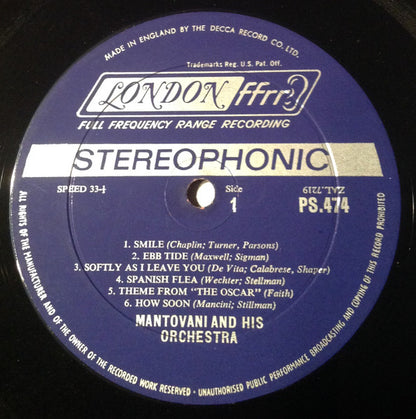 MADE IN ENGLAND BY THE DECCA RECORD CO. LTD.
Trademarks Reg. U.S. Pat. Off.
LONDON ffrr
FULL FREQUENCY RANGE RECORDING
STEREOPHONIC
SPEED 33⅓
Side
1
ZAL.7219
PS.474
1. SMILE (Chaplin; Turner, Parsons)
2. EBB TIDE (Maxwell; Sigman)
3. SOFTLY AS I LEAVE YOU (De Vita; Calabrese, Shaper)
4. SPANISH FLEA (Wechter; Stellman)
5. THEME FROM "THE OSCAR" (Faith)
6. HOW SOON (Mancini; Stillman)
MANTOVANI AND HIS
ORCHESTRA
ALL RIGHTS OF THE MANUFACTURER AND OF THE OWNER OF THE RECORDED WORK RESERVED · UNAUTHORISED PUBLIC PERFORMANCE BROADCASTING AND COPYING OF THIS RECORD PROHIBITED